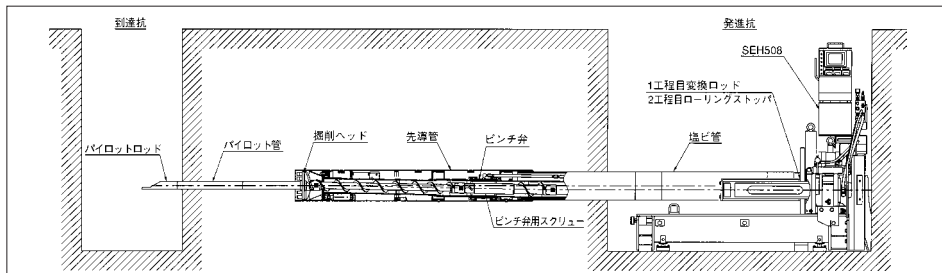 到達抗
発進抗
SEH508
1工程目変換ロッド
2工程目ローリングストッパ
掘削ヘッド
先導管
ピンチ弁
塩ビ管
パイロット管
パイロットロッド
ピンチ弁用スクリュー